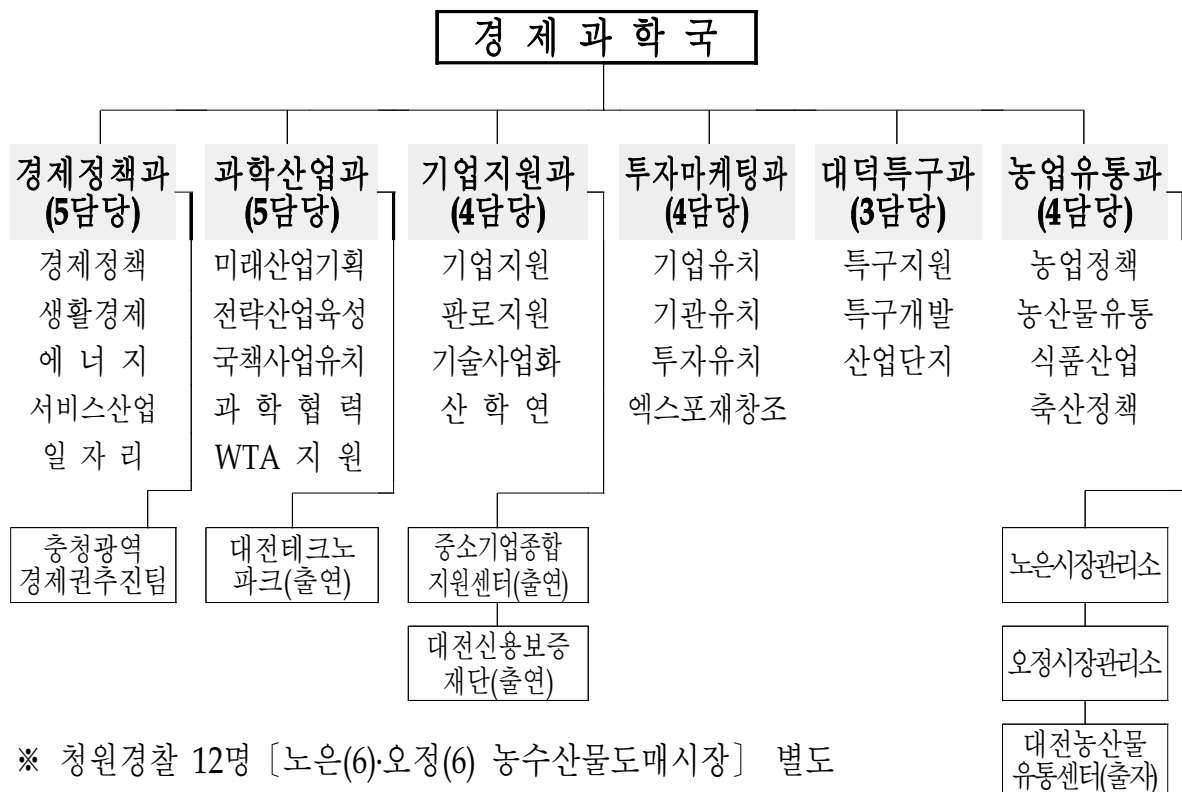 경 제 과 학 국
경제정책과 과학산업과 기업지원과 투자마케팅과 대덕특구과 농업유통과
(5담당) (5담당) (4담당) (4담당) (3담당) (4담당)
경제정책 미래산업기획 기업지원 기업유치 특구지원 농업정책
생활경제 전략산업육성 판로지원 기관유치 특구개발 농산물유통
에 너 지 국책사업유치 기술사업화 투자유치 산업단지 식품산업
서비스산업 과 학 협 력 산 학 연 엑스포재창조 축산정책
일 자 리 WTA 지 원
충청광역 대전테크노 중소기업종합 노은시장관리소
경제권추진팀 파크(출연) 지원센터(출연)
대전신용보증 오정시장관리소
재단(출연)
대전농산물
유통센터(출자)
※ 청원경찰 12명〔노은(6)·오정(6) 농수산물도매시장〕 별도